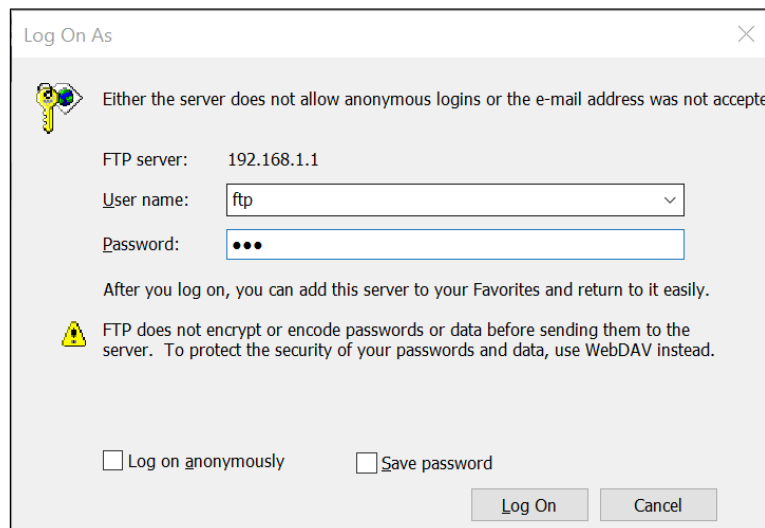 Log On As
Either the server does not allow anonymous logins or the e-mail address was not accepte
FTP server: 192.168.1.1
User name: ftp
Password: ●●●
After you log on, you can add this server to your Favorites and return to it easily.
FTP does not encrypt or encode passwords or data before sending them to the
server. To protect the security of your passwords and data, use WebDAV instead.
Log on anonymously Save password
Log On Cancel